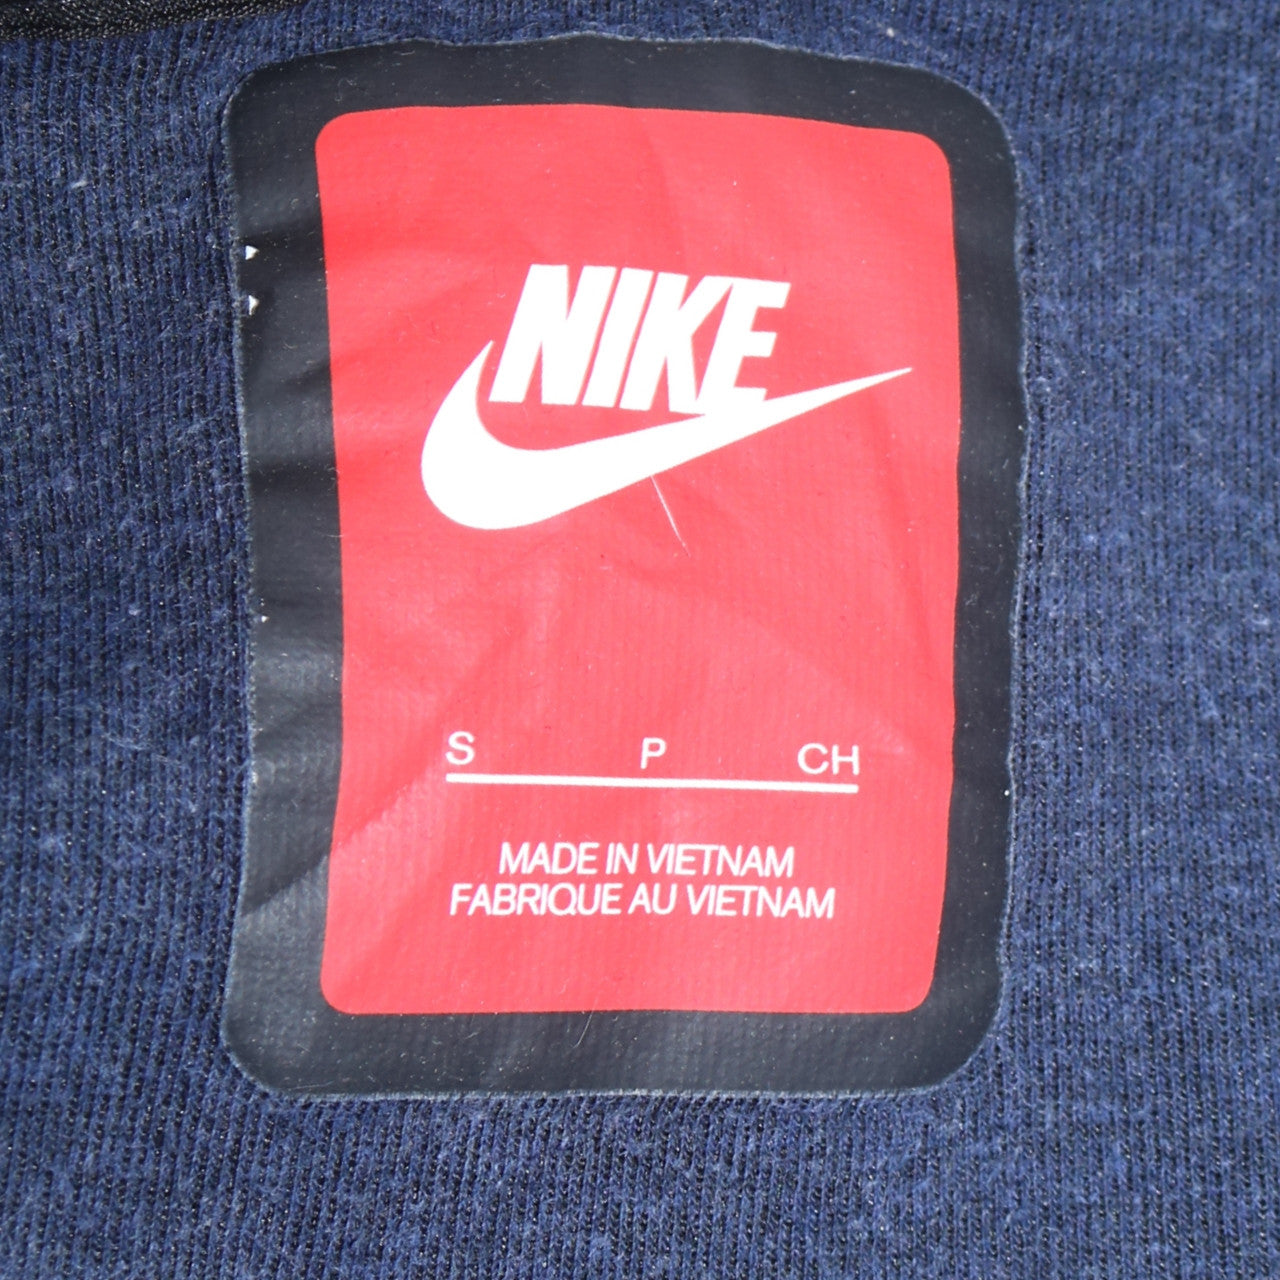 NIKE
S P CH
MADE IN VIETNAM
FABRIQUE AU VIETNAM